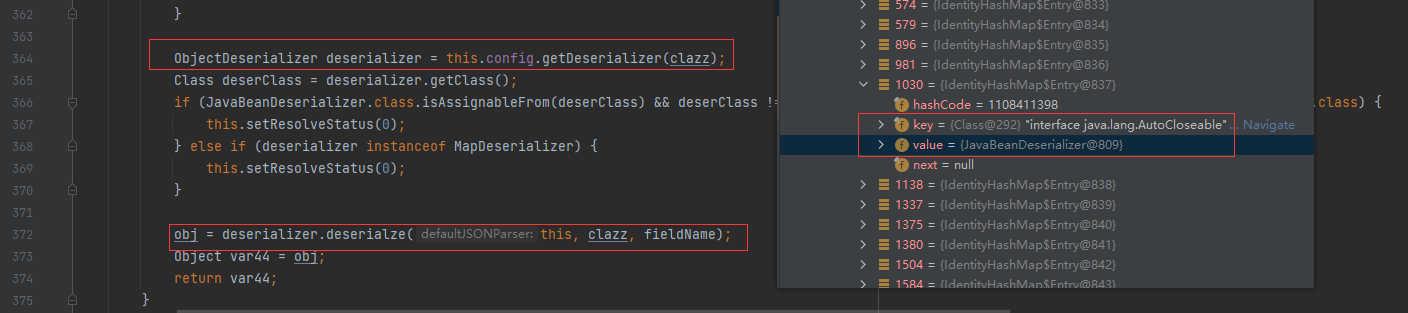 362 }
363
364 ObjectDeserializer deserializer = this.config.getDeserializer(clazz);
365 Class deserClass = deserializer.getClass();
366 if (JavaBeanDeserializer.class.isAssignableFrom(deserClass) && deserClass != .class) {
367 this.setResolveStatus(0);
368 } else if (deserializer instanceof MapDeserializer) {
369 this.setResolveStatus(0);
370 }
371
372 obj = deserializer.deserialze( defaultJSONParser: this, clazz, fieldName);
373 Object var44 = obj;
374 return var44;
375 }
574 = {IdentityHashMap$Entry@833}
579 = {IdentityHashMap$Entry@834}
896 = {IdentityHashMap$Entry@835}
981 = {IdentityHashMap$Entry@836}
1030 = {IdentityHashMap$Entry@837}
f hashCode = 1108411398
f key = {Class@292} "interface java.lang.AutoCloseable"... Navigate
f value = {JavaBeanDeserializer@809}
f next = null
1138 = {IdentityHashMap$Entry@838}
1337 = {IdentityHashMap$Entry@839}
1375 = {IdentityHashMap$Entry@840}
1380 = {IdentityHashMap$Entry@841}
1504 = {IdentityHashMap$Entry@842}
1584 = {IdentityHashMap$Entry@843}